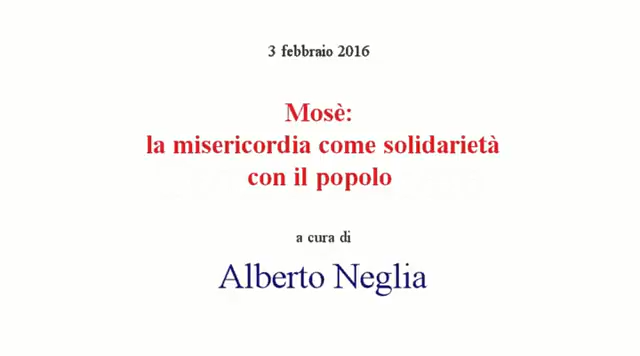 3 febbraio 2016
Mosè:
la misericordia come solidarietà
con il popolo
a cura di
Alberto Neglia